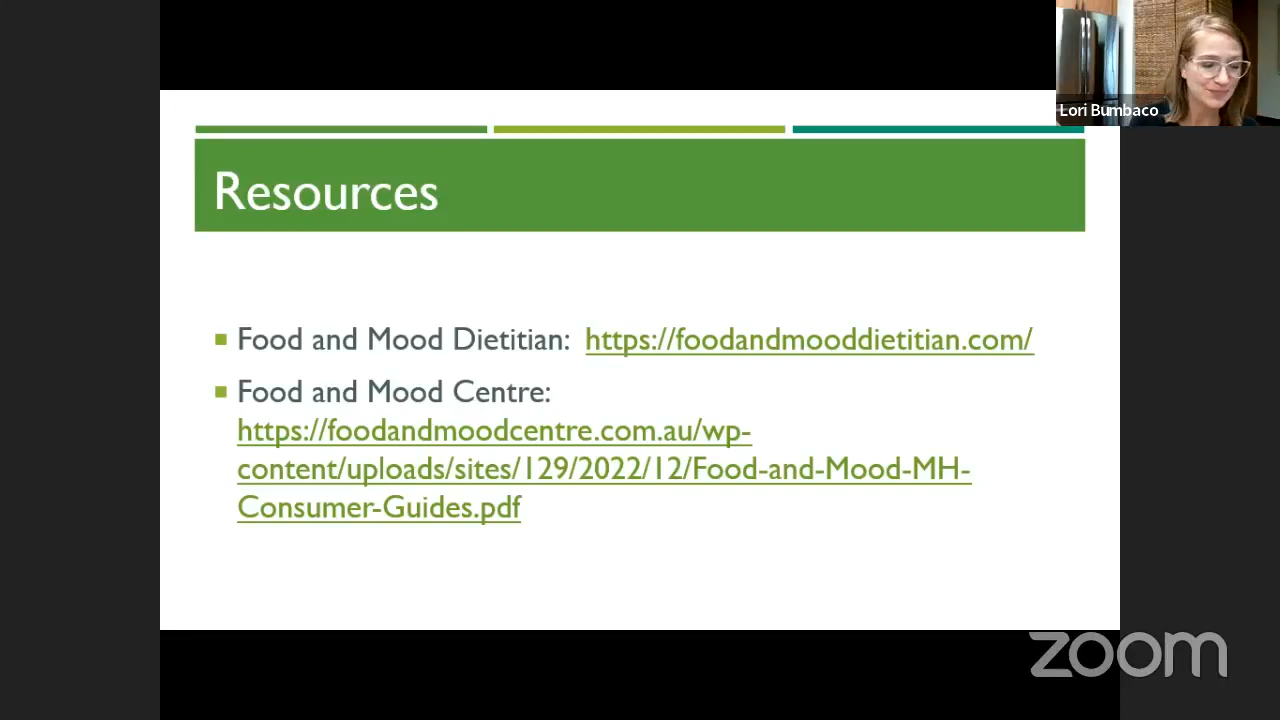 Lori Bumbaco
Resources
Food and Mood Dietitian: https://foodandmooddietitian.com/
Food and Mood Centre:
https://foodandmoodcentre.com.au/wp-
content/uploads/sites/129/2022/12/Food-and-Mood-MH-
Consumer-Guides.pdf
zoom